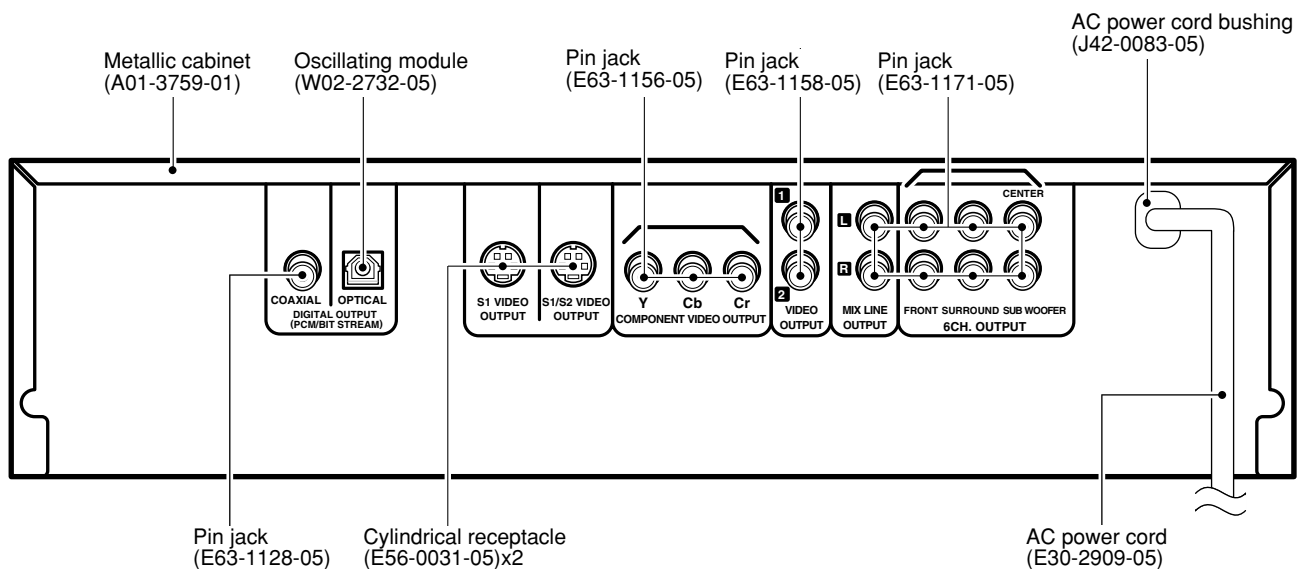 AC power cord bushing
(J42-0083-05)
Metallic cabinet
(A01-3759-01)
Oscillating module
(W02-2732-05)
Pin jack
(E63-1156-05)
Pin jack
(E63-1158-05)
Pin jack
(E63-1171-05)
COAXIAL
OPTICAL
DIGITAL OUTPUT
(PCM/BIT STREAM)
S1 VIDEO
OUTPUT
S1/S2 VIDEO
OUTPUT
Y Cb Cr
COMPONENT VIDEO OUTPUT
1
2
VIDEO
OUTPUT
L
R
MIX LINE
OUTPUT
CENTER
FRONT SURROUND SUB WOOFER
6CH. OUTPUT
Pin jack
(E63-1128-05)
Cylindrical receptacle
(E56-0031-05)x2
AC power cord
(E30-2909-05)